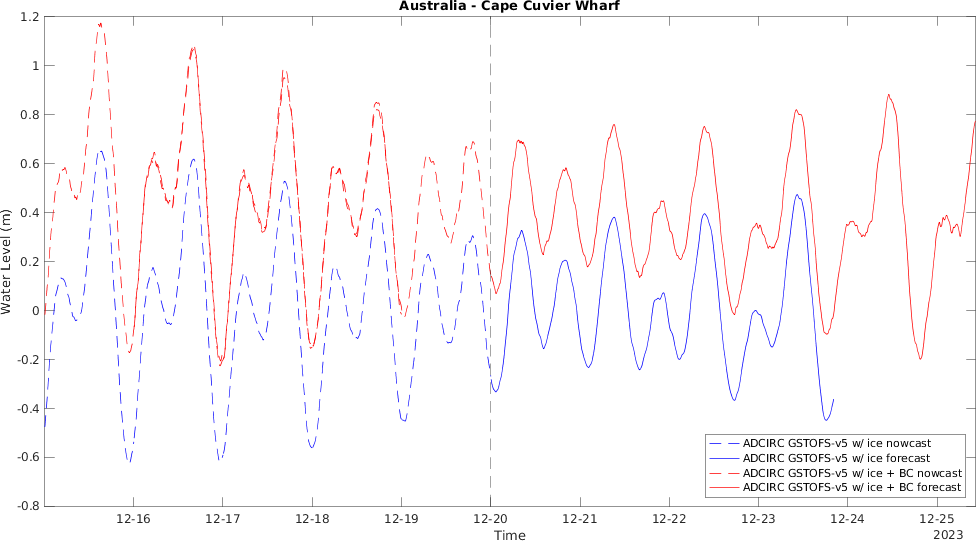 Australia - Cape Cuvier Wharf
1.2
1
0.8
0.6
0.4
0.2
0
-0.2
-0.4
-0.6
-0.8
Water Level (m)
12-16 12-17 12-18 12-19 12-20 12-21 12-22 12-23 12-24 12-25
Time
2023
ADCIRC GSTOFS-v5 w/ ice nowcast
ADCIRC GSTOFS-v5 w/ ice forecast
ADCIRC GSTOFS-v5 w/ ice + BC nowcast
ADCIRC GSTOFS-v5 w/ ice + BC forecast